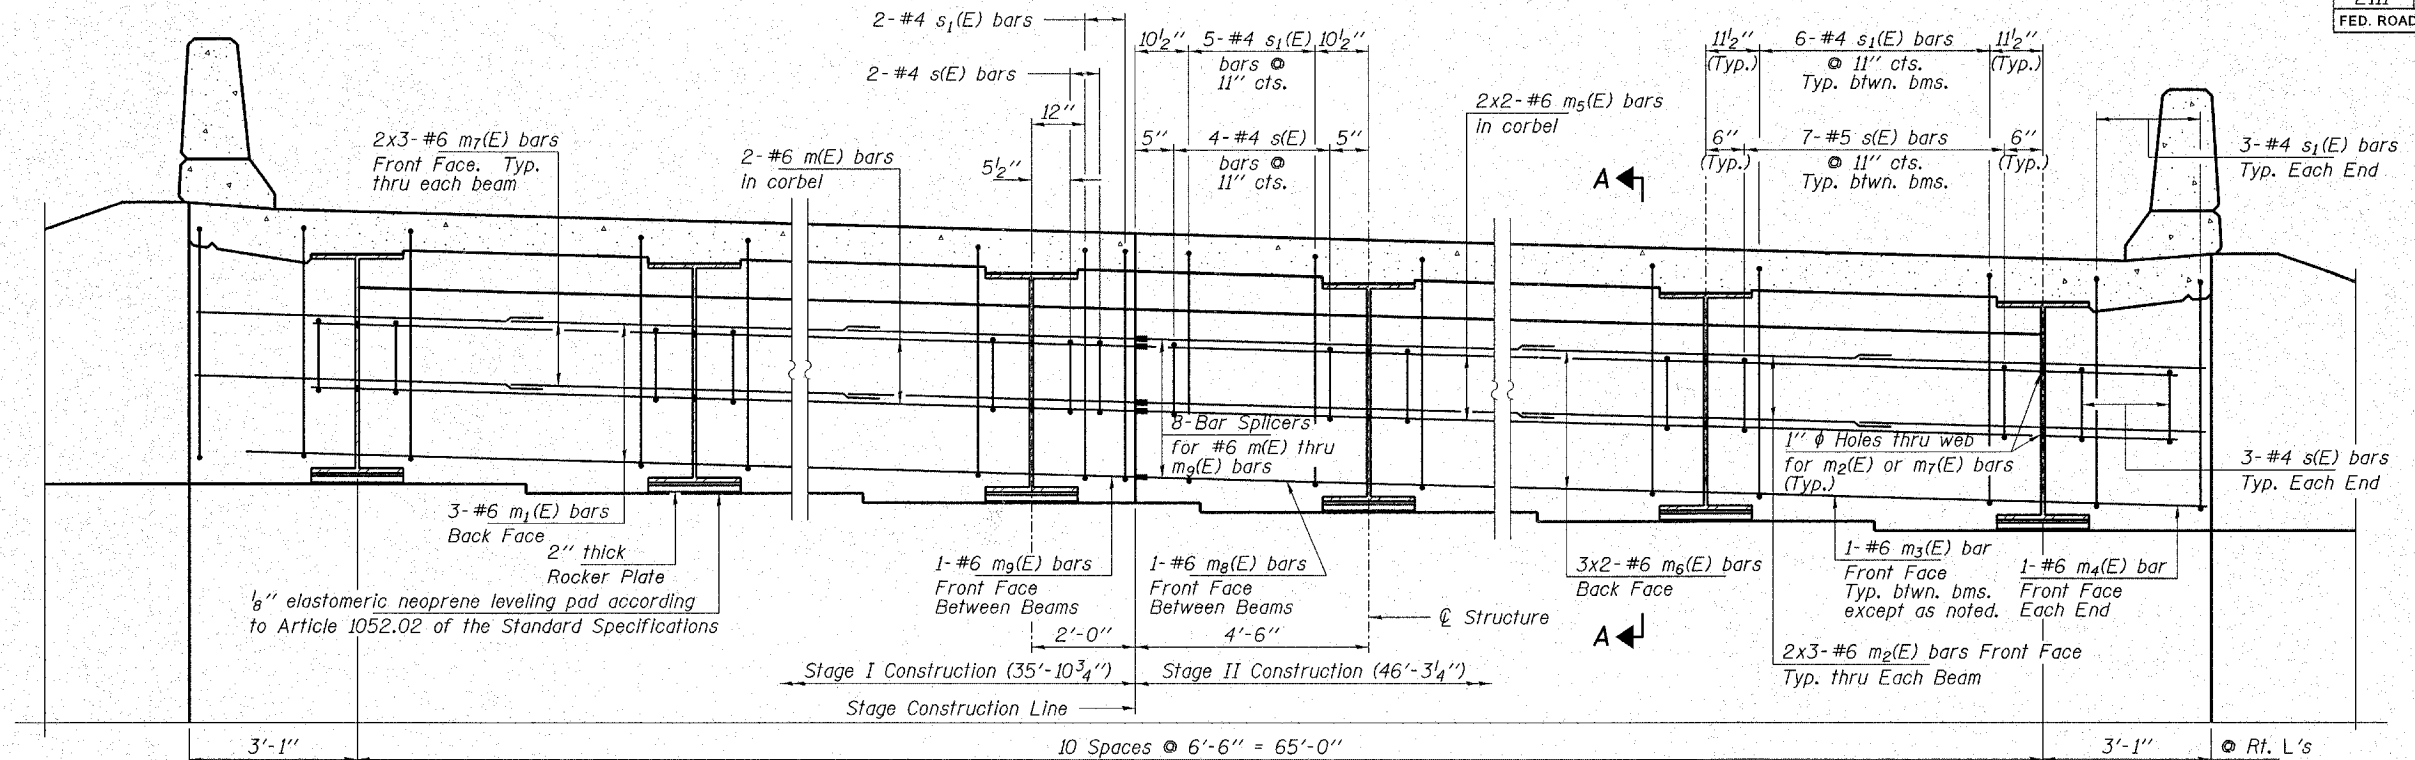 2-#4 s₁(E) bars
2-#4 s(E) bars
12"
5½"
2x3-#6 m₇(E) bars
Front Face. Typ.
thru each beam
2-#6 m(E) bars
in corbel
10½"
5-#4 s₁(E)
bars @
11" cts.
10½"
5"
4-#4 s(E)
bars @
11" cts.
5"
2x2-#6 m₅(E) bars
in corbel
11½"
(Typ.)
6-#4 s₁(E) bars
@ 11" cts.
Typ. btwn. bms.
11½"
(Typ.)
6"
(Typ.)
7-#5 s(E) bars
@ 11" cts.
Typ. btwn. bms.
6"
(Typ.)
FED. ROAD
3-#4 s₁(E) bars
Typ. Each End
A
8-Bar Splicers
for #6 m(E) thru
m₉(E) bars
1" ϕ Holes thru web
for m₂(E) or m₇(E) bars
(Typ.)
3-#4 s(E) bars
Typ. Each End
3-#6 m₁(E) bars
Back Face
2" thick
Rocker Plate
⅛" elastomeric neoprene leveling pad according
to Article 1052.02 of the Standard Specifications
1-#6 m₉(E) bars
Front Face
Between Beams
1-#6 m₈(E) bars
Front Face
Between Beams
3x2-#6 m₆(E) bars
Back Face
1-#6 m₃(E) bar
Front Face
Typ. btwn. bms.
except as noted.
1-#6 m₄(E) bar
Front Face
Each End
2'-0"
4'-6"
℄ Structure
A
2x3-#6 m₂(E) bars Front Face
Typ. thru Each Beam
Stage I Construction (35'-10¾")
Stage II Construction (46'-3¼")
Stage Construction Line
3'-1"
10 Spaces @ 6'-6" = 65'-0"
3'-1"
@ Rt. L's